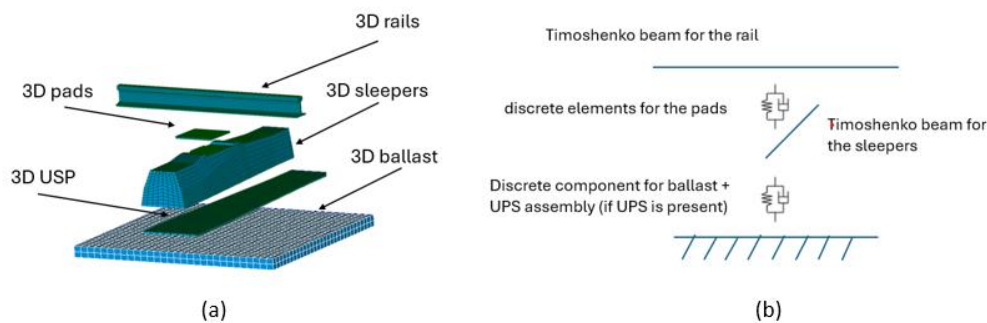 3D rails
3D pads
3D sleepers
3D USP
3D ballast
(a)
Timoshenko beam for the rail
discrete elements for the pads
Timoshenko beam for
the sleepers
Discrete component for ballast +
UPS assembly (if UPS is present)
(b)